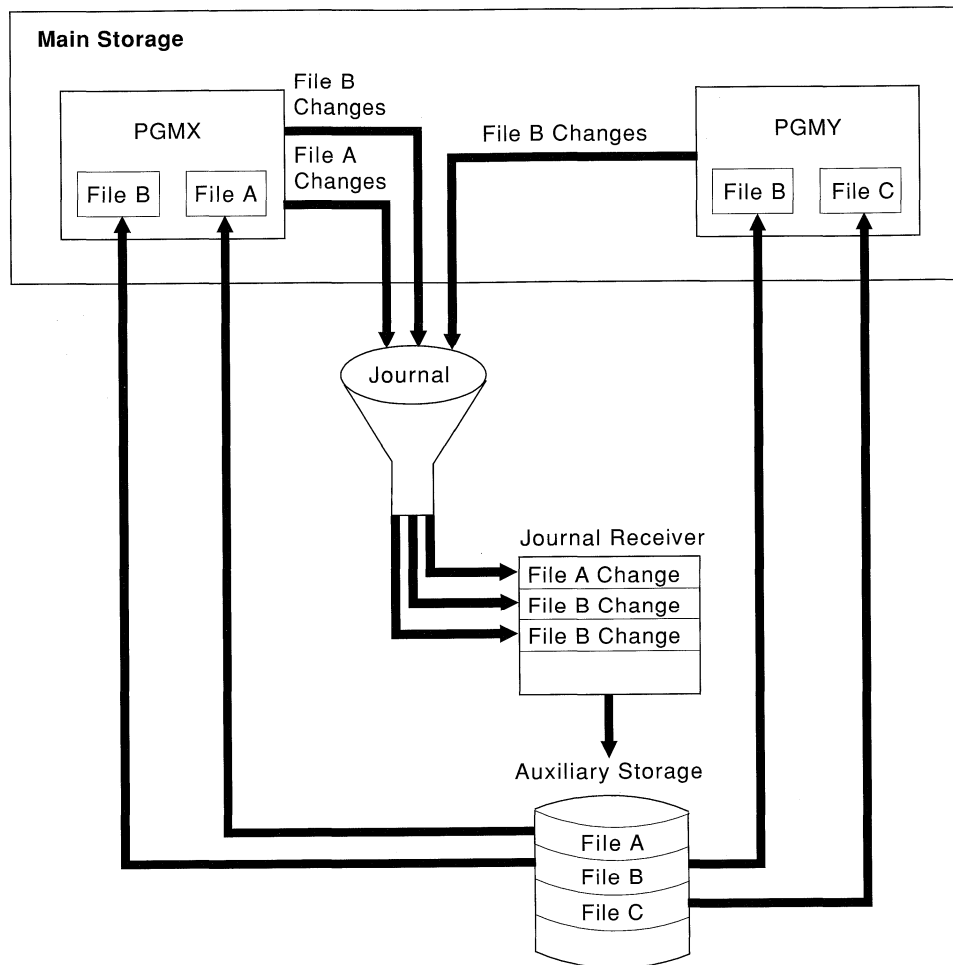 Main Storage
File B
Changes
PGMX
File A
Changes
File B
File A
File B Changes
PGMY
File B
File C
Journal
Journal Receiver
File A Change
File B Change
File B Change
Auxiliary Storage
File A
File B
File C